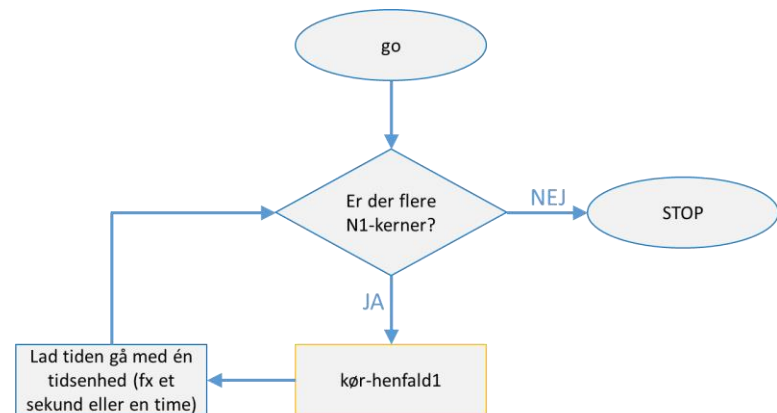 go
Er der flere
N1-kerner?
NEJ
STOP
JA
kør-henfald1
Lad tiden gå med én
tidsenhed (fx et
sekund eller en time)